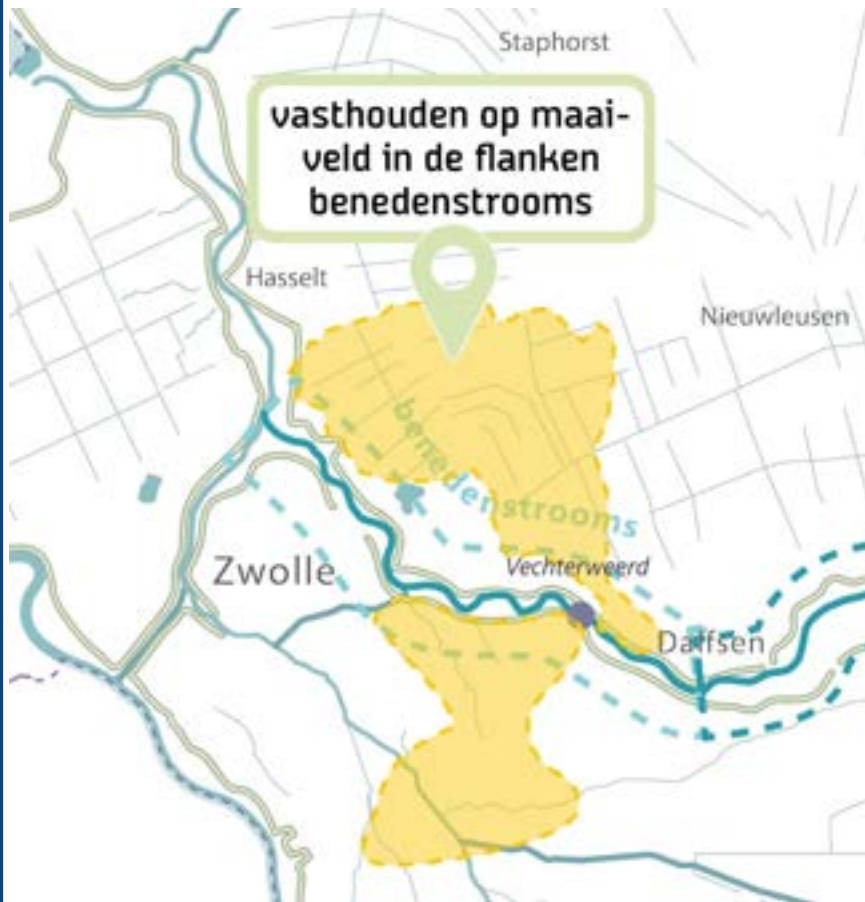 Staphorst
vasthouden op maai-
veld in de flanken
benedenstrooms
Hasselt
Nieuwleusen
benedenstrooms
Zwolle
Vechterweerd
Dalfsen